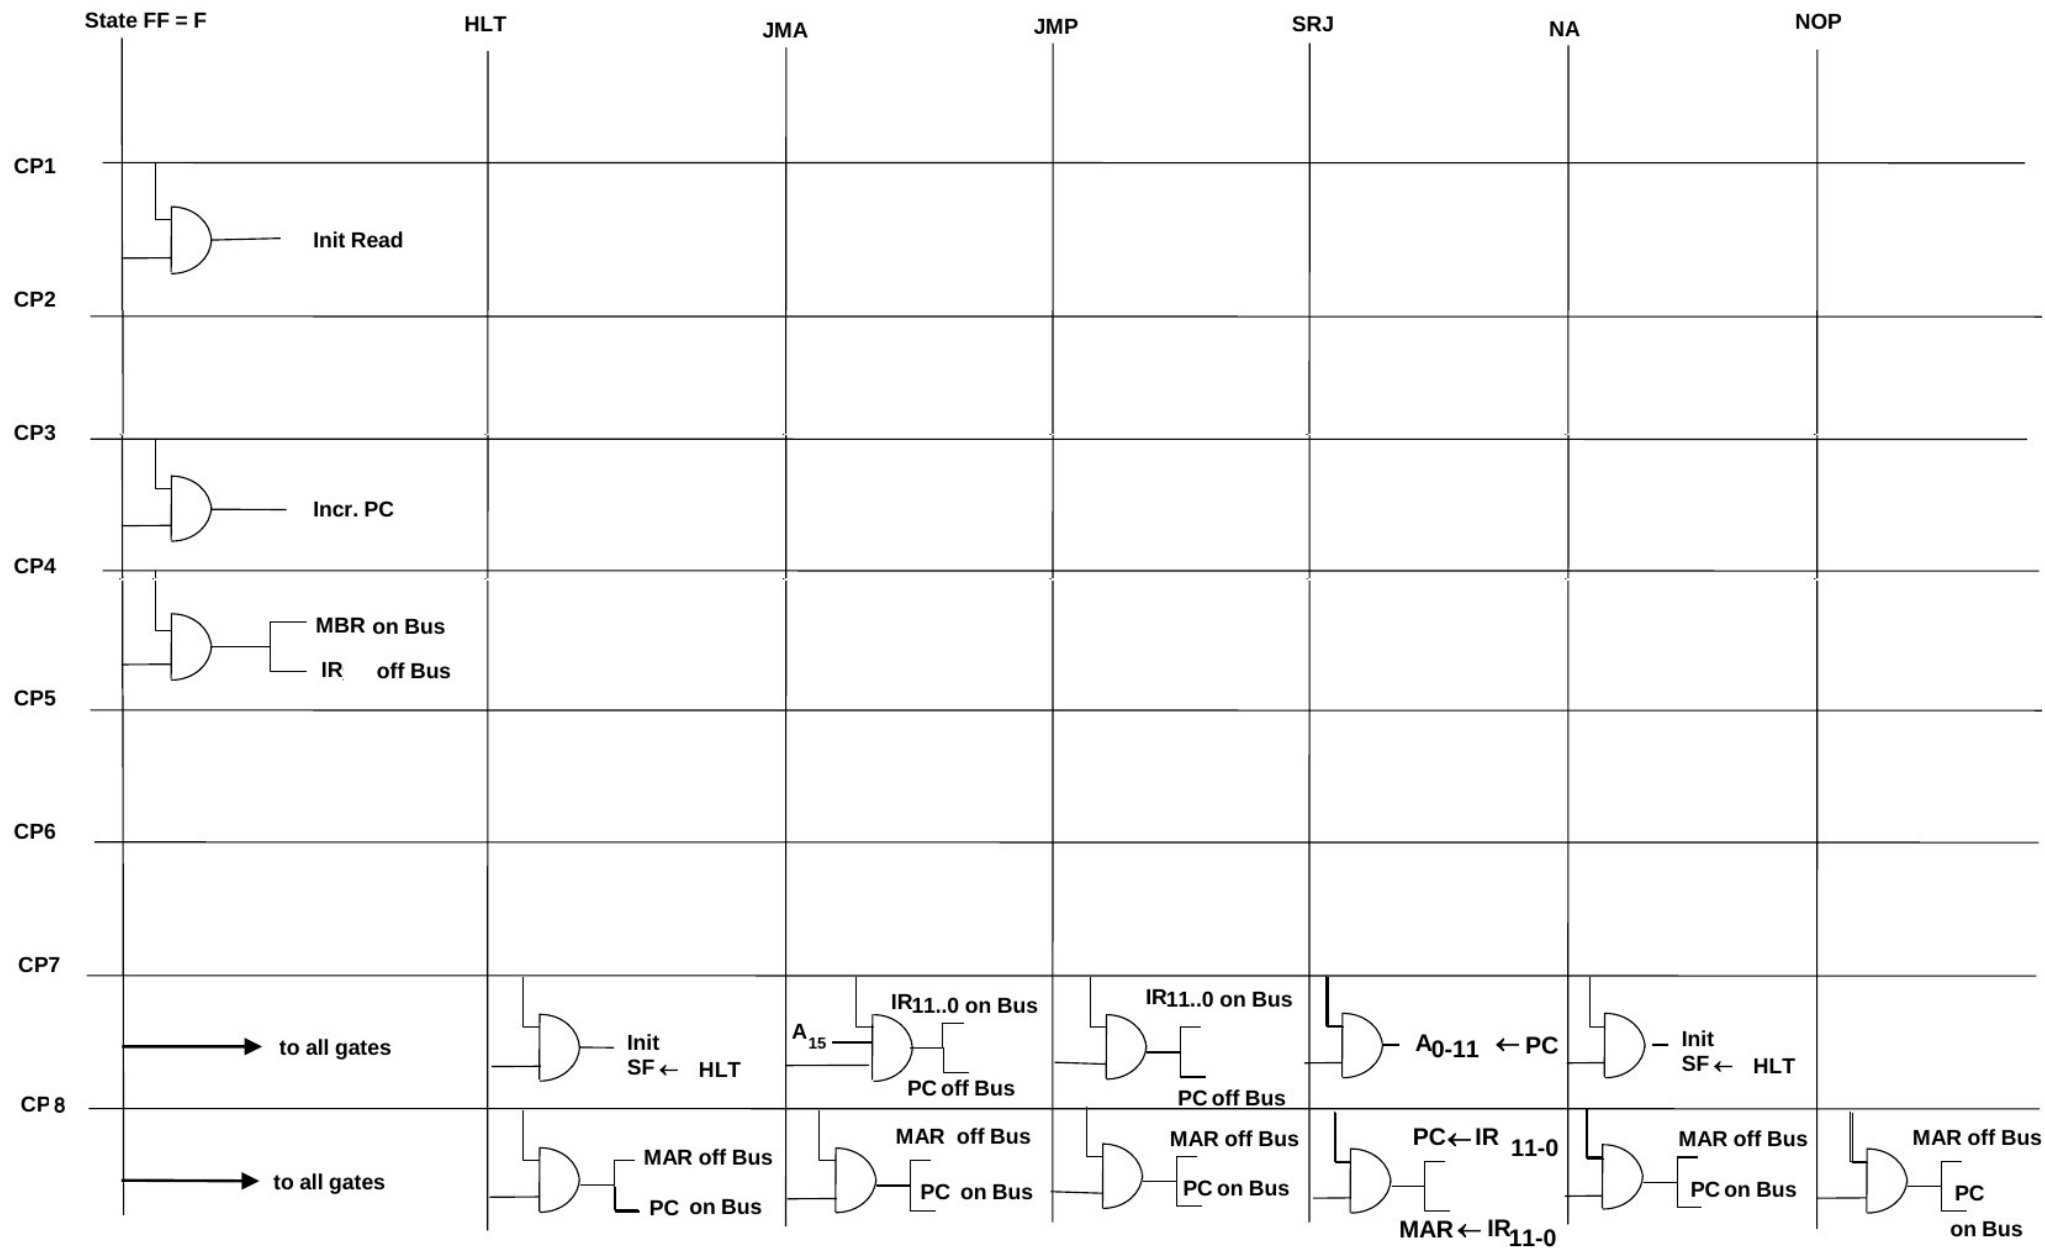 State FF = F HLT JMA JMP SRJ NA NOP
CP1
Init Read
CP2
CP3
Incr. PC
CP4
MBR on Bus
IR off Bus
CP5
CP6
CP7
to all gates
Init
SF ← HLT
A15
IR11..0 on Bus
PC off Bus
IR11..0 on Bus
PC off Bus
A0-11 ← PC
Init
SF ← HLT
CP 8
to all gates
MAR off Bus
PC on Bus
MAR off Bus
PC on Bus
MAR off Bus
PC on Bus
PC ← IR 11-0
MAR ← IR11-0
MAR off Bus
PC on Bus
MAR off Bus
PC
on Bus